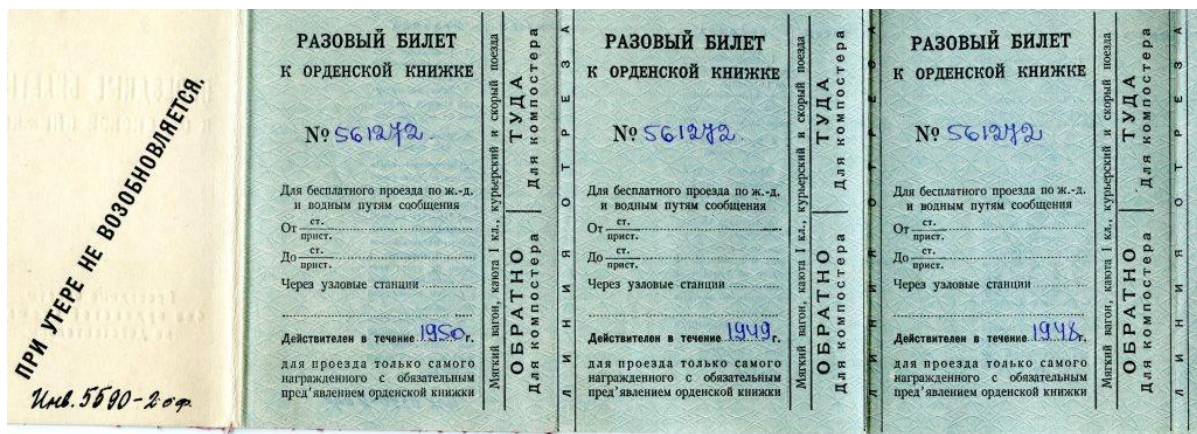 ПРИ УТЕРЕ НЕ ВОЗОБНОВЛЯЕТСЯ.
Инв. 5590-2 оф.
РАЗОВЫЙ БИЛЕТ
К ОРДЕНСКОЙ КНИЖКЕ
№ 561272.
Для бесплатного проезда по ж.-д.
и водным путям сообщения
От ст.
прист.
До ст.
прист.
Через узловые станции
Действителен в течение 1950 г.
для проезда только самого
награжденного с обязательным
пред'явлением орденской книжки
Мягкий вагон, каюта I кл., курьерский и скорый поезда
ТУДА
Для компостера
ОБРАТНО
Для компостера
ЛИНИЯ ОТРЕЗА
РАЗОВЫЙ БИЛЕТ
К ОРДЕНСКОЙ КНИЖКЕ
№ 561272.
Для бесплатного проезда по ж.-д.
и водным путям сообщения
От ст.
прист.
До ст.
прист.
Через узловые станции
Действителен в течение 1949 г.
для проезда только самого
награжденного с обязательным
пред'явлением орденской книжки
Мягкий вагон, каюта I кл., курьерский и скорый поезда
ТУДА
Для компостера
ОБРАТНО
Для компостера
ЛИНИЯ ОТРЕЗА
РАЗОВЫЙ БИЛЕТ
К ОРДЕНСКОЙ КНИЖКЕ
№ 561272
Для бесплатного проезда по ж.-д.
и водным путям сообщения
От ст.
прист.
До ст.
прист.
Через узловые станции
Действителен в течение 1948 г.
для проезда только самого
награжденного с обязательным
пред'явлением орденской книжки
Мягкий вагон, каюта I кл., курьерский и скорый поезда
ТУДА
Для компостера
ОБРАТНО
Для компостера
ЛИНИЯ ОТРЕЗА